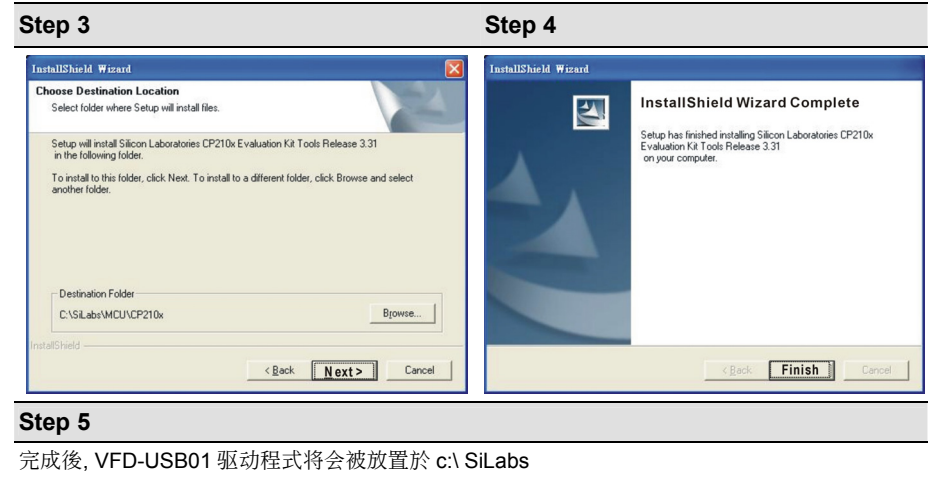 Step 3
Step 4
InstallShield Wizard
Choose Destination Location
Select folder where Setup will install files.
Setup will install Silicon Laboratories CP210x Evaluation Kit Tools Release 3.31
in the following folder.
To install to this folder, click Next. To install to a different folder, click Browse and select
another folder.
Destination Folder
C:\SiLabs\MCU\CP210x
Browse...
InstallShield
< Back
Next >
Cancel
InstallShield Wizard
InstallShield Wizard Complete
Setup has finished installing Silicon Laboratories CP210x
Evaluation Kit Tools Release 3.31
on your computer.
< Back
Finish
Cancel
Step 5
完成後, VFD-USB01 驱动程式将会被放置於 c:\ SiLabs